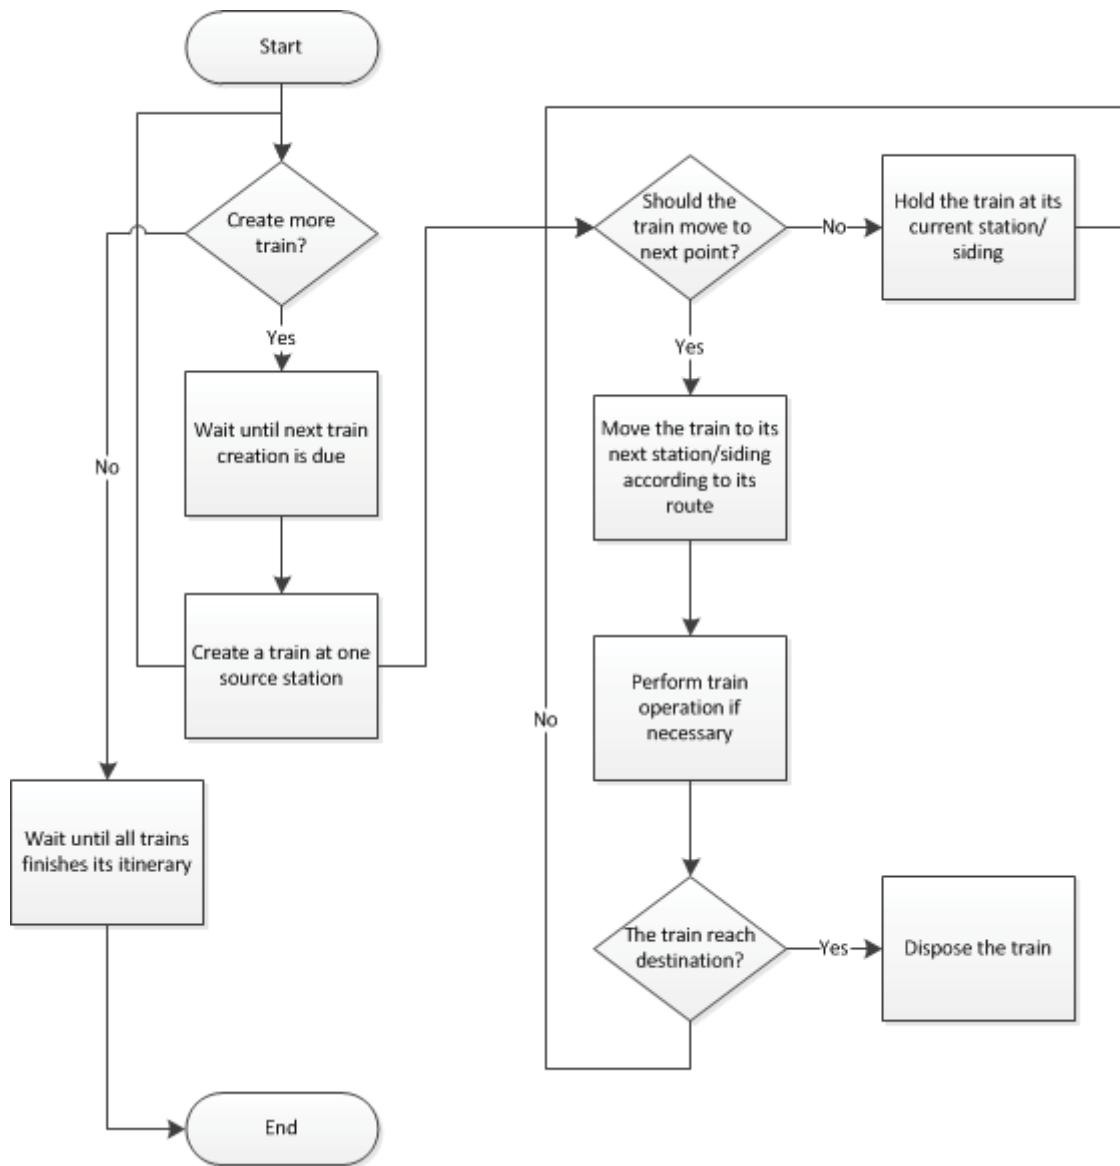 Start
Create more
train?
Yes
No
Wait until next train
creation is due
Create a train at one
source station
Wait until all trains
finishes its itinerary
End
Should the
train move to
next point?
No
Hold the train at its
current station/
siding
Yes
Move the train to its
next station/siding
according to its
route
Perform train
operation if
necessary
No
The train reach
destination?
Yes
Dispose the train